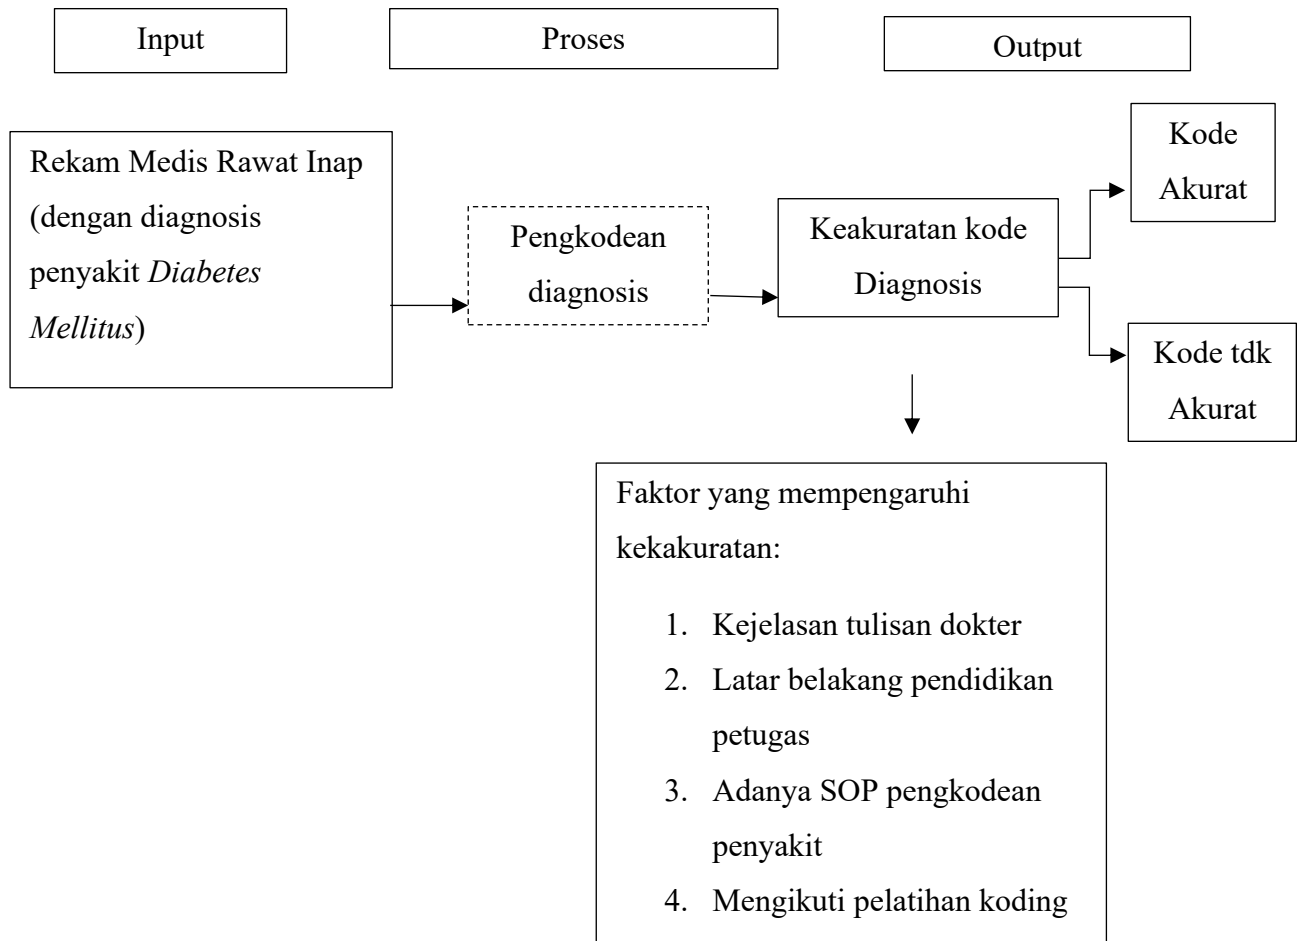 Input
Proses
Output
Rekam Medis Rawat Inap
(dengan diagnosis
penyakit Diabetes
Mellitus)
Pengkodean
diagnosis
Keakuratan kode
Diagnosis
Kode
Akurat
Kode tdk
Akurat
Faktor yang mempengaruhi
kekakuratan:
1. Kejelasan tulisan dokter
2. Latar belakang pendidikan
petugas
3. Adanya SOP pengkodean
penyakit
4. Mengikuti pelatihan koding